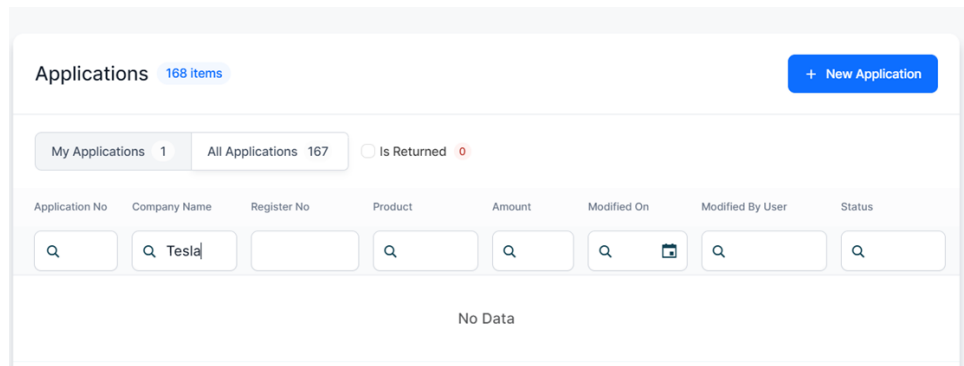 Applications 168 items
+ New Application
My Applications 1 All Applications 167 Is Returned 0
Application No Company Name Register No Product Amount Modified On Modified By User Status
Tesla
No Data